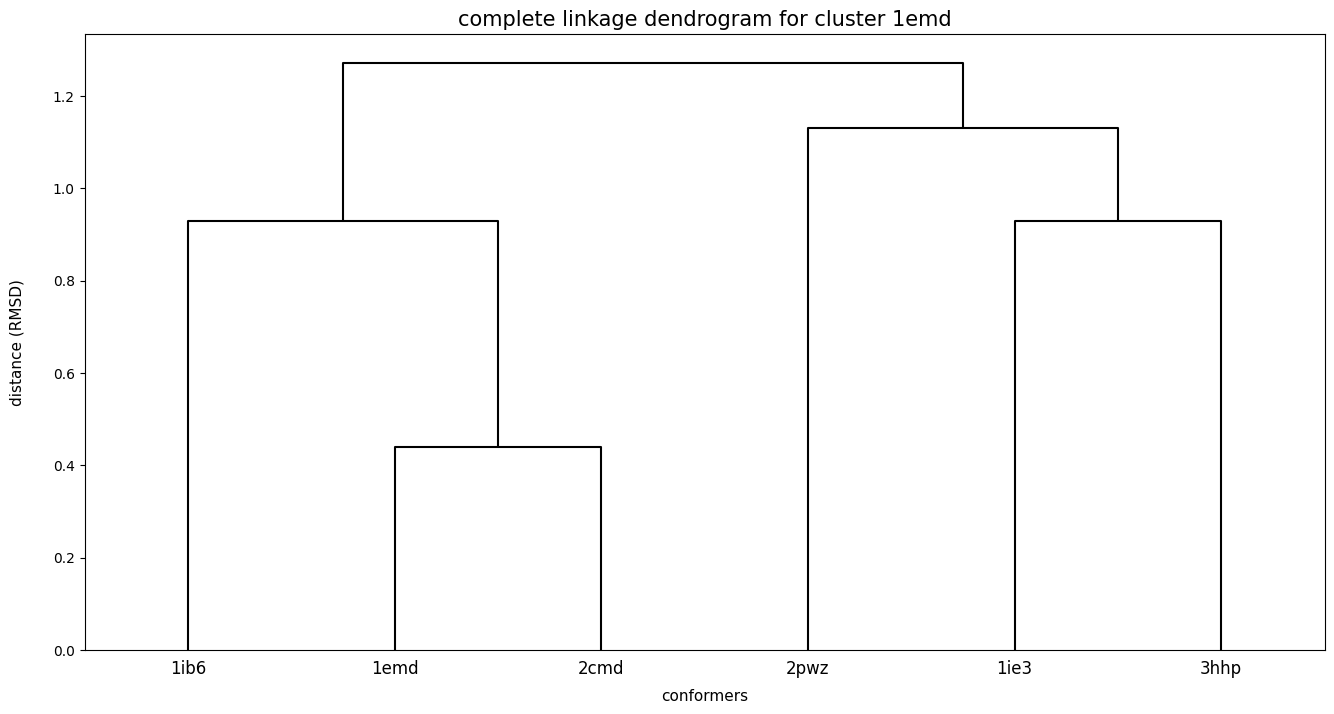 complete linkage dendrogram for cluster 1emd
1.2
1.0
0.8
0.6
0.4
0.2
0.0
distance (RMSD)
1ib6 1emd 2cmd 2pwz 1ie3 3hhp
conformers